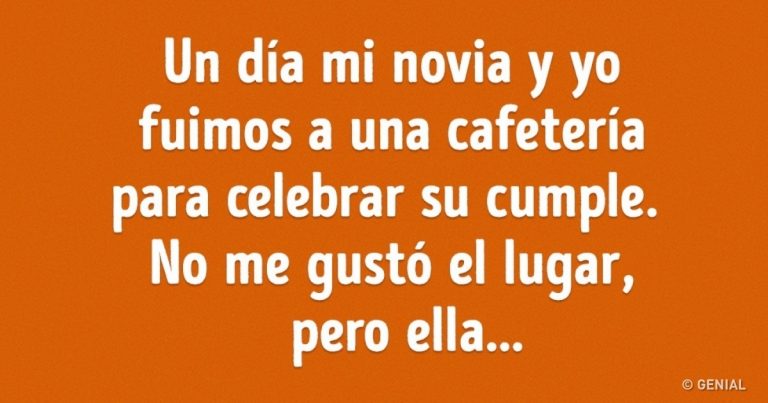 Un día mi novia y yo
fuimos a una cafetería
para celebrar su cumple.
No me gustó el lugar,
pero ella...
© GENIAL